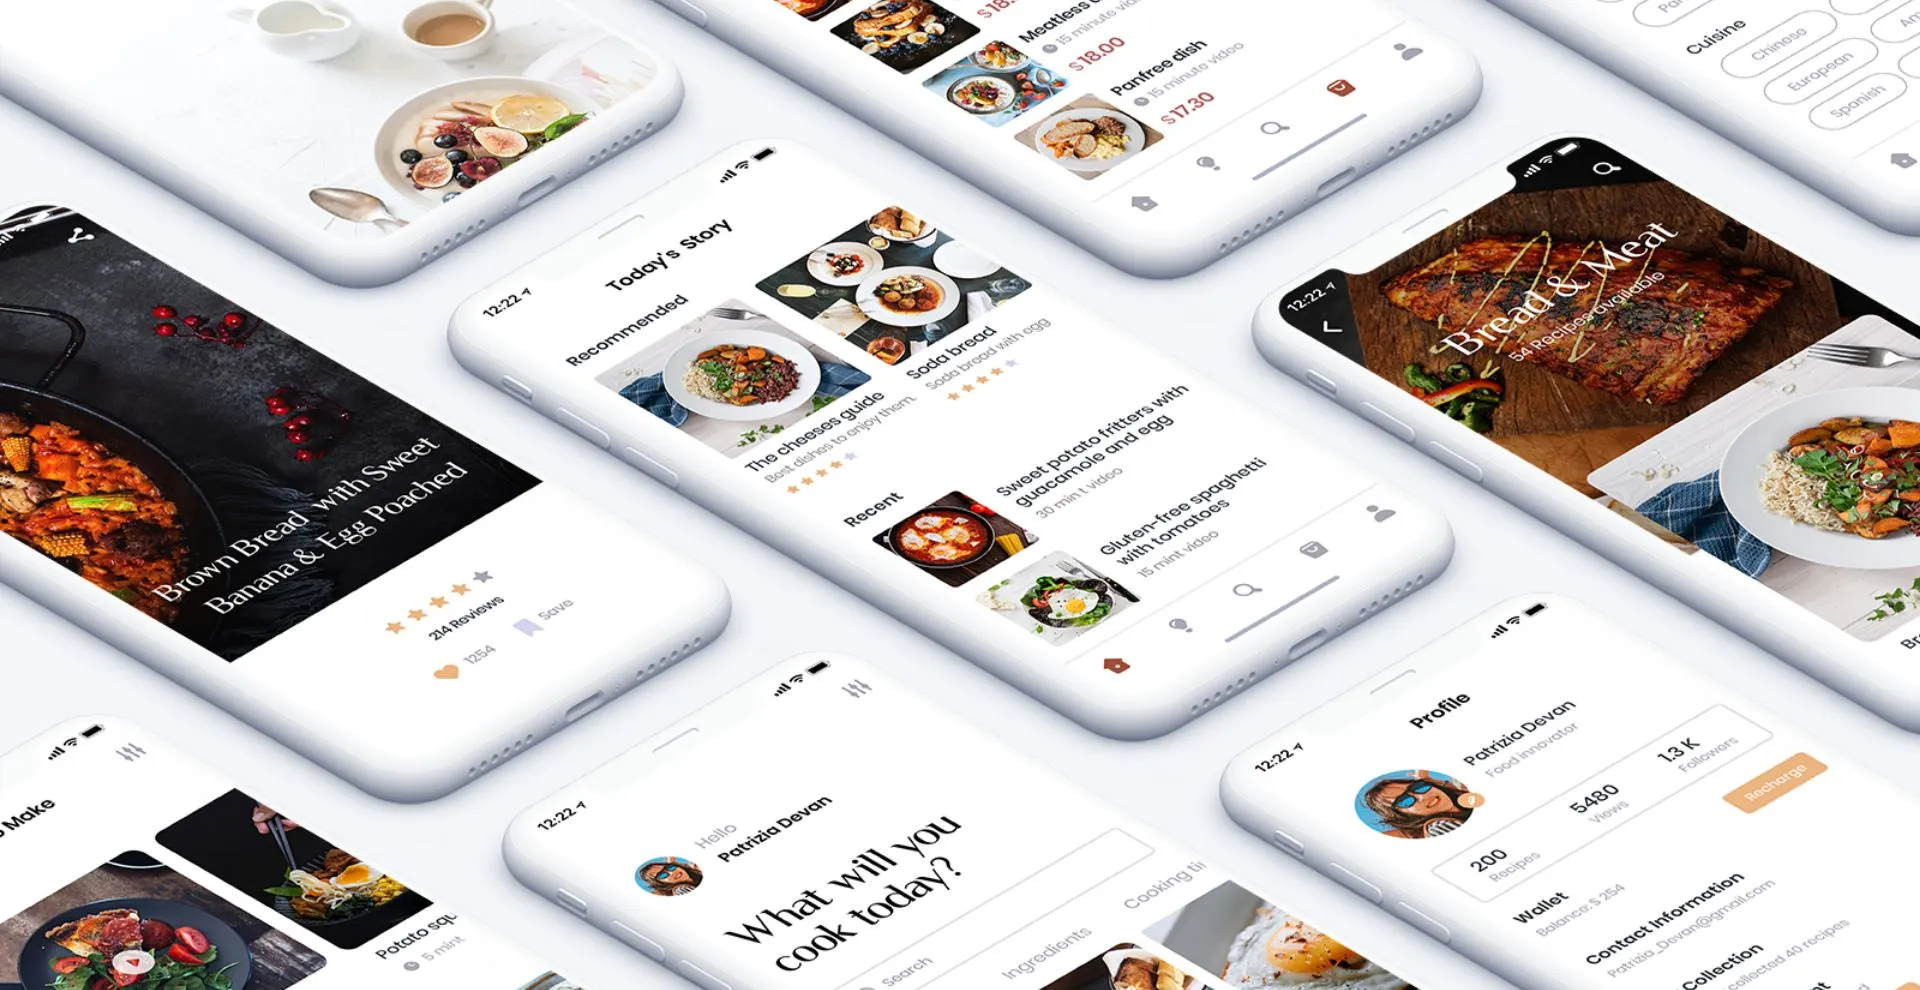 $18.
Meatless
15 minute vid
$18.00
Panfree dish
15 minute video
$17.30
Cuisine
Chinese
European
Spanish
Am
Brown Bread with Sweet
Banana & Egg Poached
214 Reviews
1254
Save
12:22
Today's Story
Recommended
The cheeses guide
Best dishes to enjoy them.
Soda bread
Soda bread with egg
Recent
Sweet potato fritters with
guacamole and egg
30 min t video
Gluten-free spaghetti
with tomatoes
15 mint video
12:22
Bread & Meat
54 Recipes available
Make
Potato squ
5 mint
12:22
Hello
Patrizia Devan
What will you
cook today?
Search
Ingredients
Cooking ti
12:22
Profile
Patrizia Devan
Food innovator
200
Recipes
5480
Views
1.3 K
Followers
Recharge
Wallet
Balance: $ 254
Contact Information
Patrizia_Devan@gmail.com
Collection
collected 40 recipes